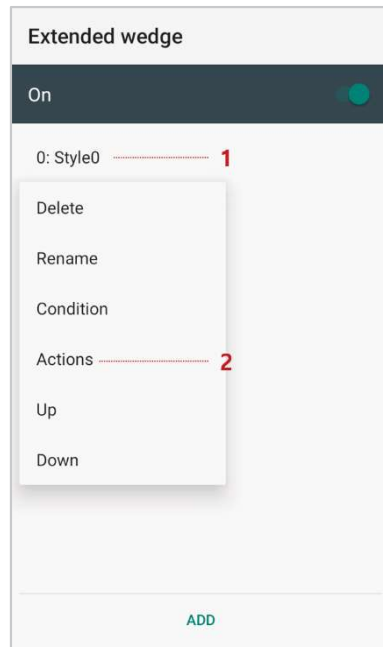 Extended wedge
On
0: Style0 1
Delete
Rename
Condition
Actions 2
Up
Down
ADD